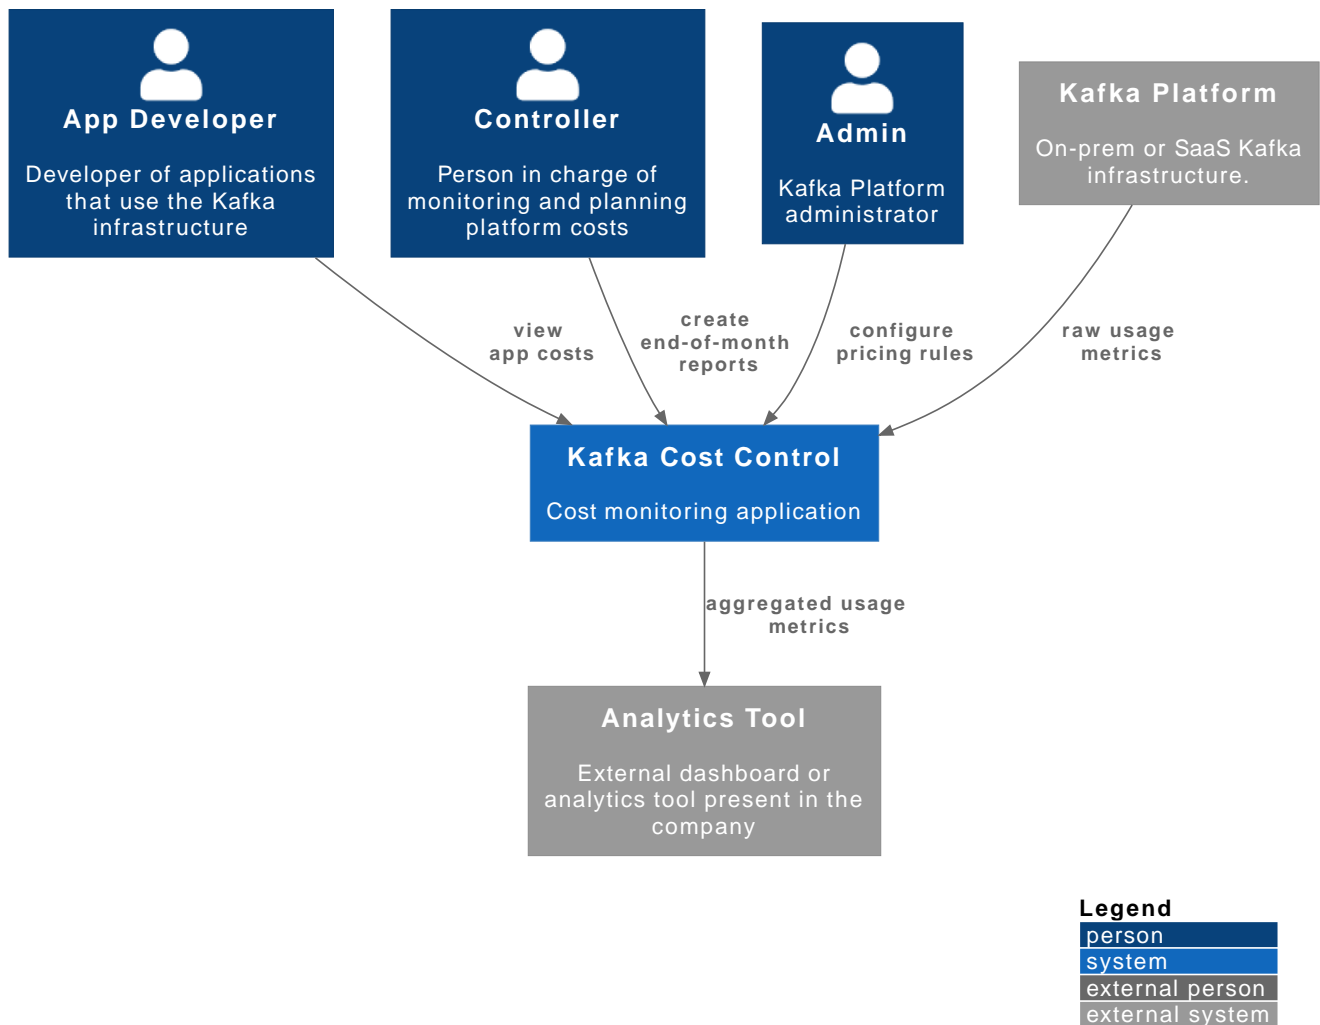 App Developer
Developer of applications
that use the Kafka
infrastructure
Controller
Person in charge of
monitoring and planning
platform costs
Admin
Kafka Platform
administrator
Kafka Platform
On-prem or SaaS Kafka
infrastructure.
view
app costs
create
end-of-month
reports
configure
pricing rules
raw usage
metrics
Kafka Cost Control
Cost monitoring application
aggregated usage
metrics
Analytics Tool
External dashboard or
analytics tool present in the
company
Legend
person
system
external person
external system